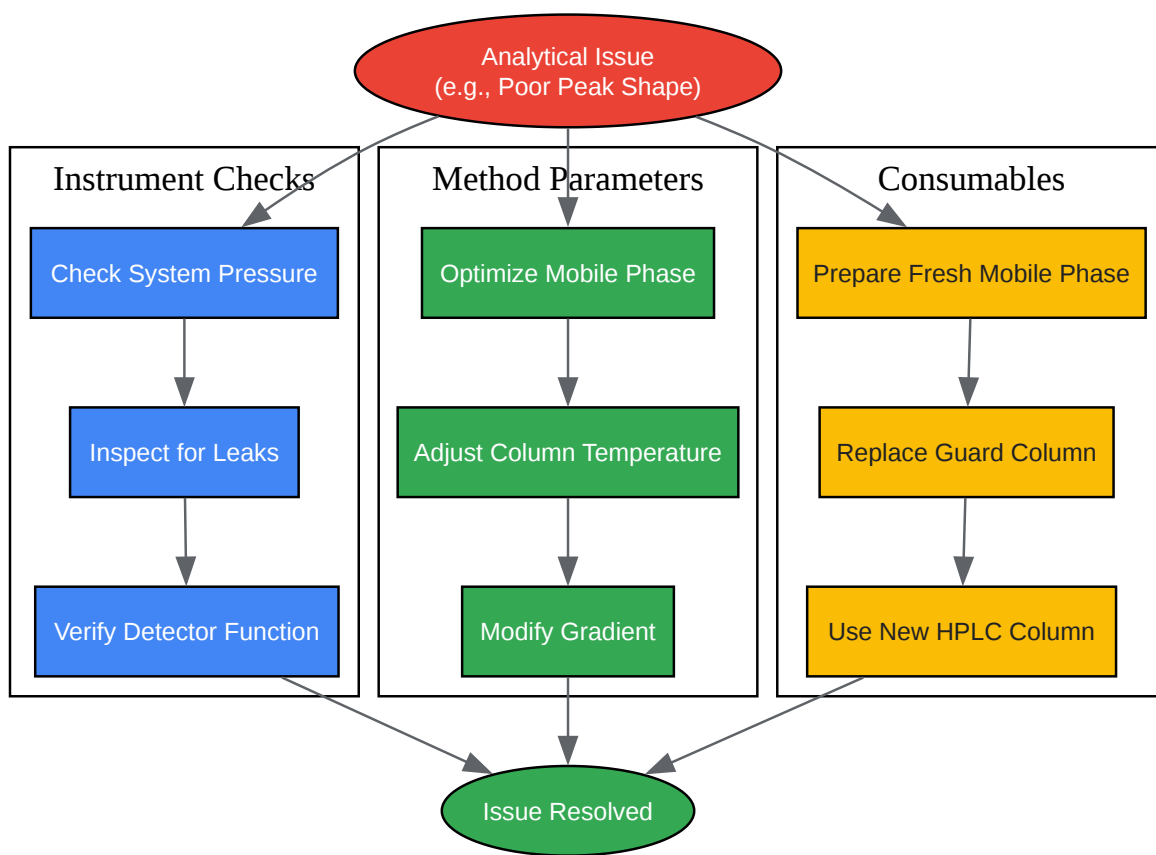 Analytical Issue
(e.g., Poor Peak Shape)
Instrument Checks
Method Parameters
Consumables
Check System Pressure
Optimize Mobile Phase
Prepare Fresh Mobile Phase
Inspect for Leaks
Adjust Column Temperature
Replace Guard Column
Verify Detector Function
Modify Gradient
Use New HPLC Column
Issue Resolved